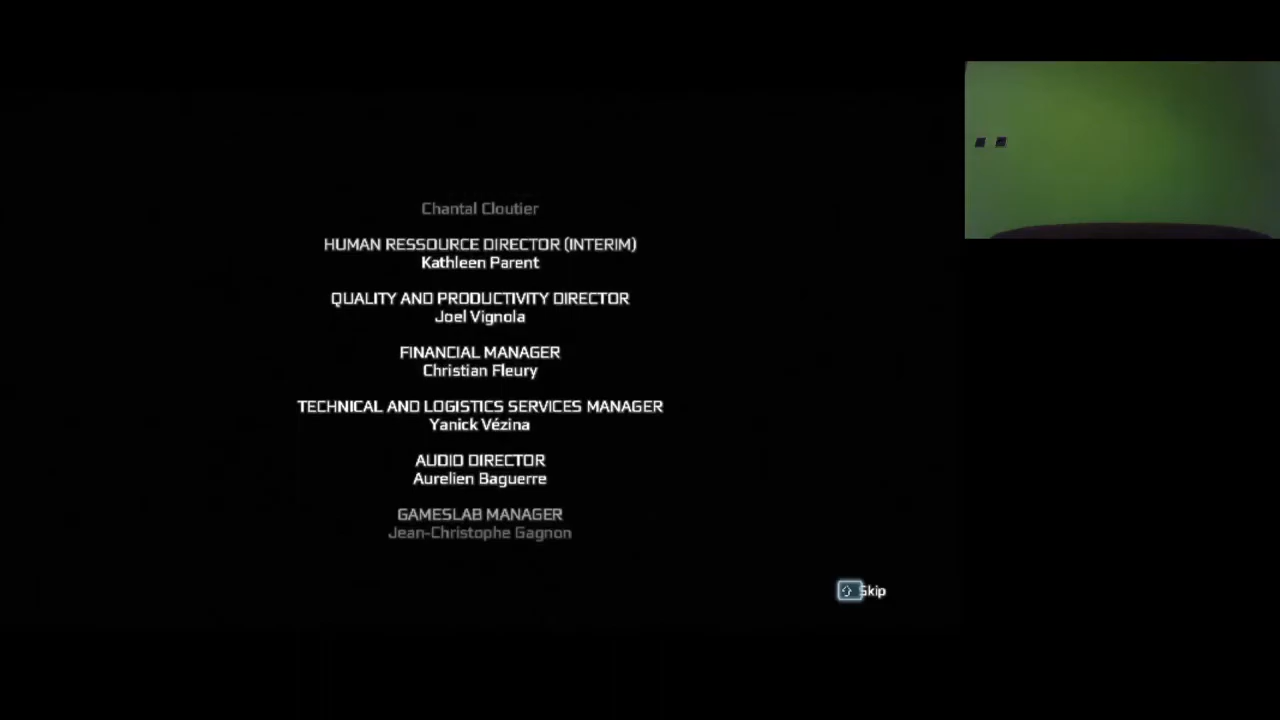 Chantal Cloutier
HUMAN RESSOURCE DIRECTOR (INTERIM)
Kathleen Parent
QUALITY AND PRODUCTIVITY DIRECTOR
Joel Vignola
FINANCIAL MANAGER
Christian Fleury
TECHNICAL AND LOGISTICS SERVICES MANAGER
Yanick Vézina
AUDIO DIRECTOR
Aurelien Baguerre
GAMESLAB MANAGER
Jean-Christophe Gagnon
Skip